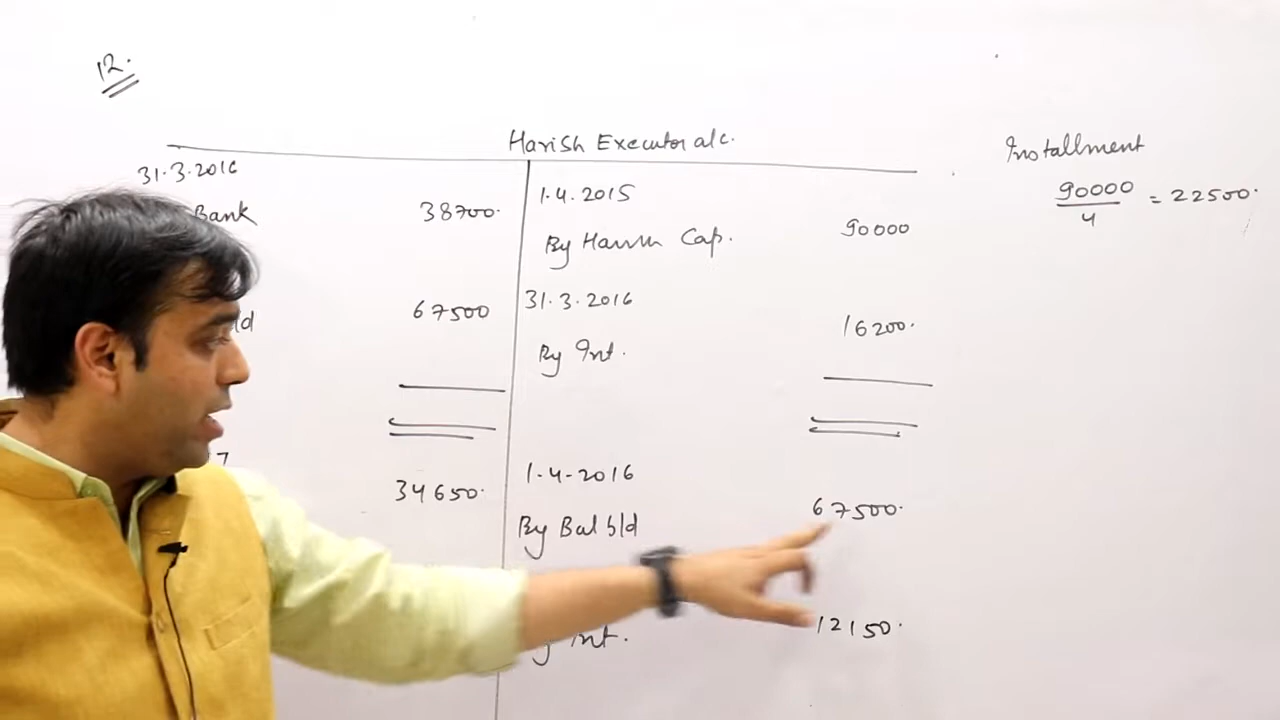 12.
Harish Executor a/c.
31.3.2016
Bank 38700.
67500
7
34650.
1.4.2015
By Harish Cap. 90000
31.3.2016
By Int. 16200.
1-4-2016
By Bal b/d 67500.
Int. 12150.
Installment
90000
4
= 22500.